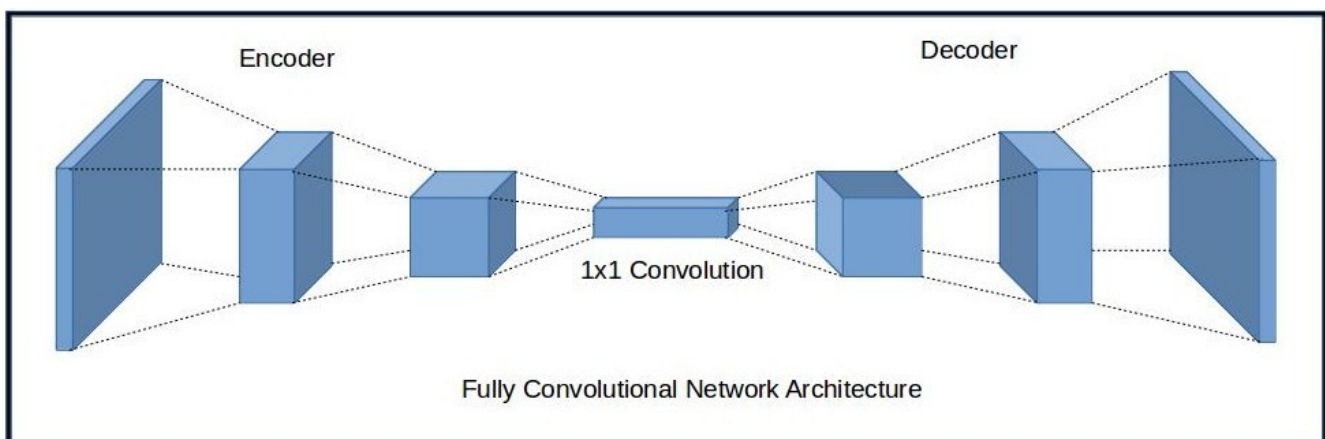 Encoder
Decoder
1x1 Convolution
Fully Convolutional Network Architecture